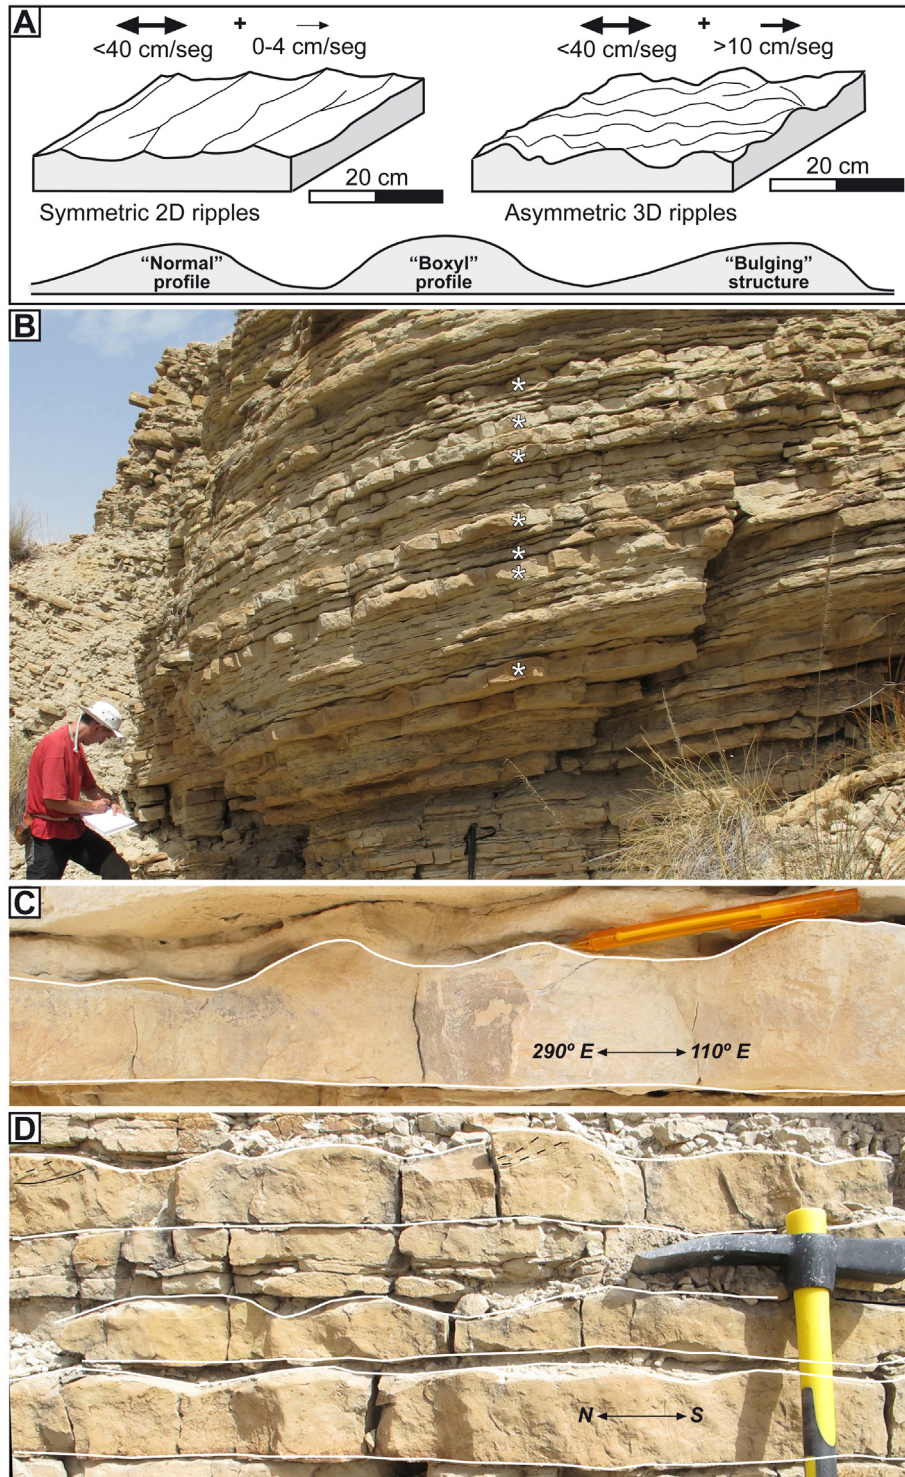 A
+ +
<40 cm/seg 0-4 cm/seg <40 cm/seg >10 cm/seg
20 cm 20 cm
Symmetric 2D ripples Asymmetric 3D ripples
“Normal” “Boxyl” “Bulging”
profile profile structure
B
*
*
*
*
*
*
*
C
290º E 110º E
D
N S